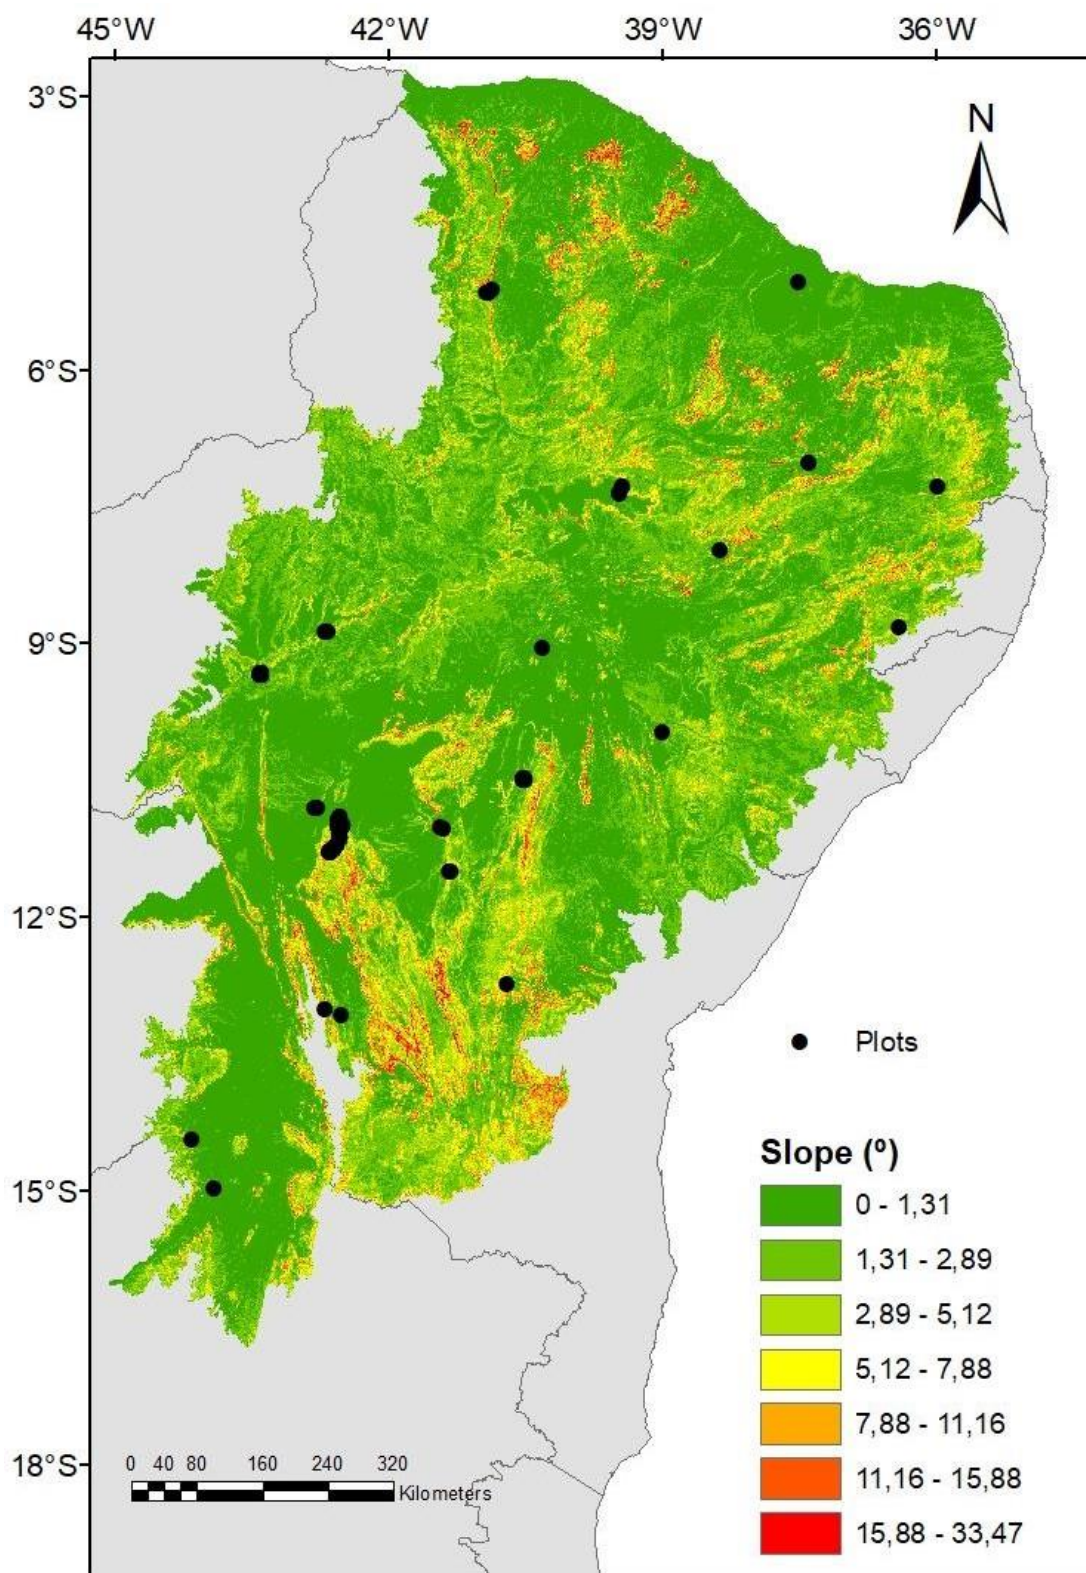 45°W 42°W 39°W 36°W
3°S
N
6°S
9°S
12°S
Plots
Slope (º)
15°S
0 - 1,31
1,31 - 2,89
2,89 - 5,12
5,12 - 7,88
7,88 - 11,16
18°S
0 40 80 160 240 320
Kilometers
11,16 - 15,88
15,88 - 33,47